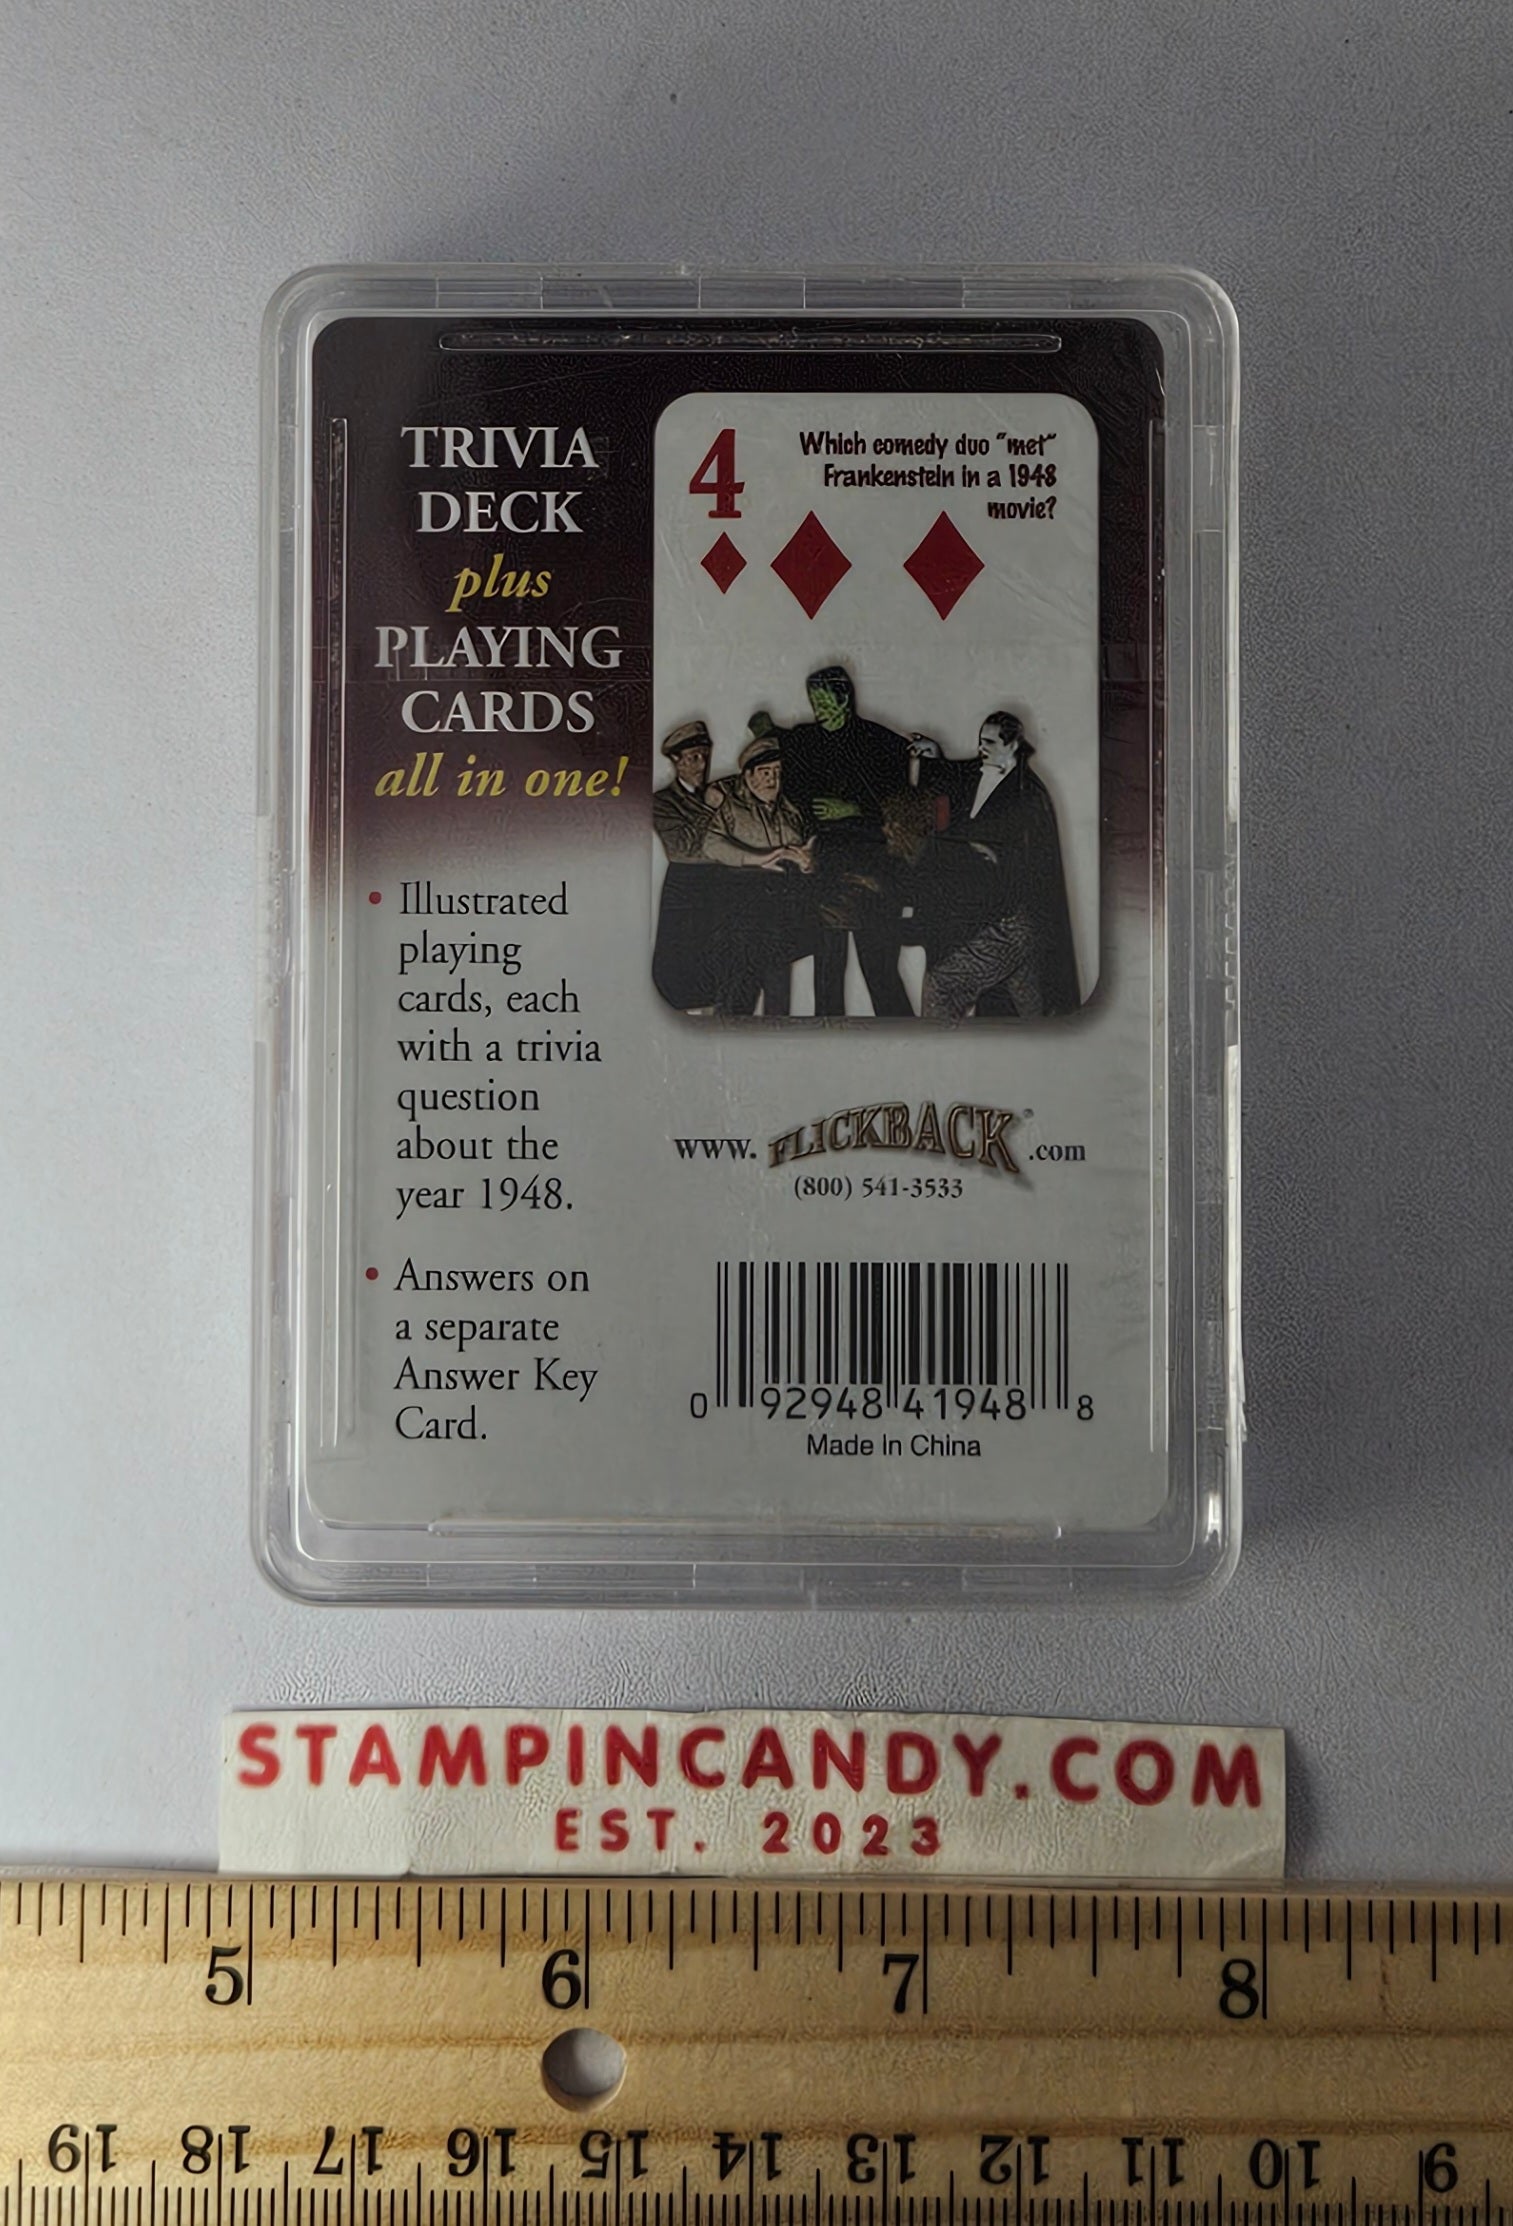 TRIVIA
DECK
plus
PLAYING
CARDS
all in one!
• Illustrated
playing
cards, each
with a trivia
question
about the
year 1948.
• Answers on
a separate
Answer Key
Card.
4
Which comedy duo "met"
Frankenstein in a 1948
movie?
www.FLICKBACK®.com
(800) 541-3533
0 92948 41948 8
Made In China
STAMPINCANDY.COM
EST. 2023
5 6 7 8
19 18 17 16 15 14 13 12 11 10 9